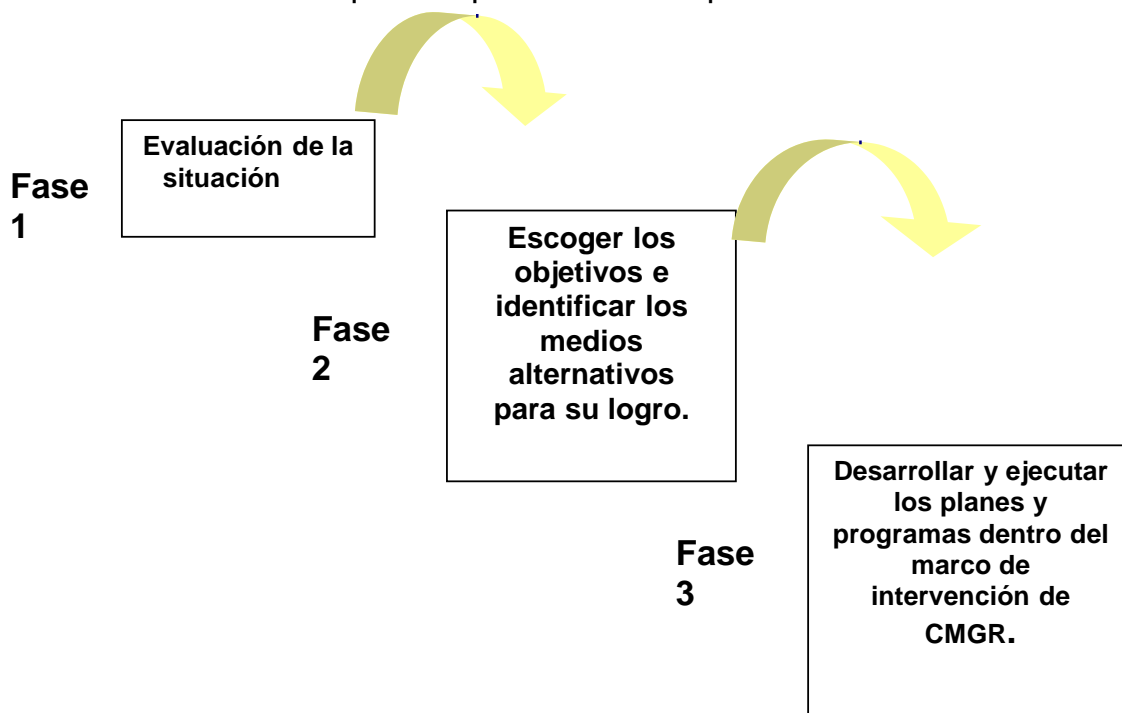 Fase
1
Evaluación de la
situación
Fase
2
Escoger los
objetivos e
identificar los
medios
alternativos
para su logro.
Fase
3
Desarrollar y ejecutar
los planes y
programas dentro del
marco de
intervención de
CMGR.